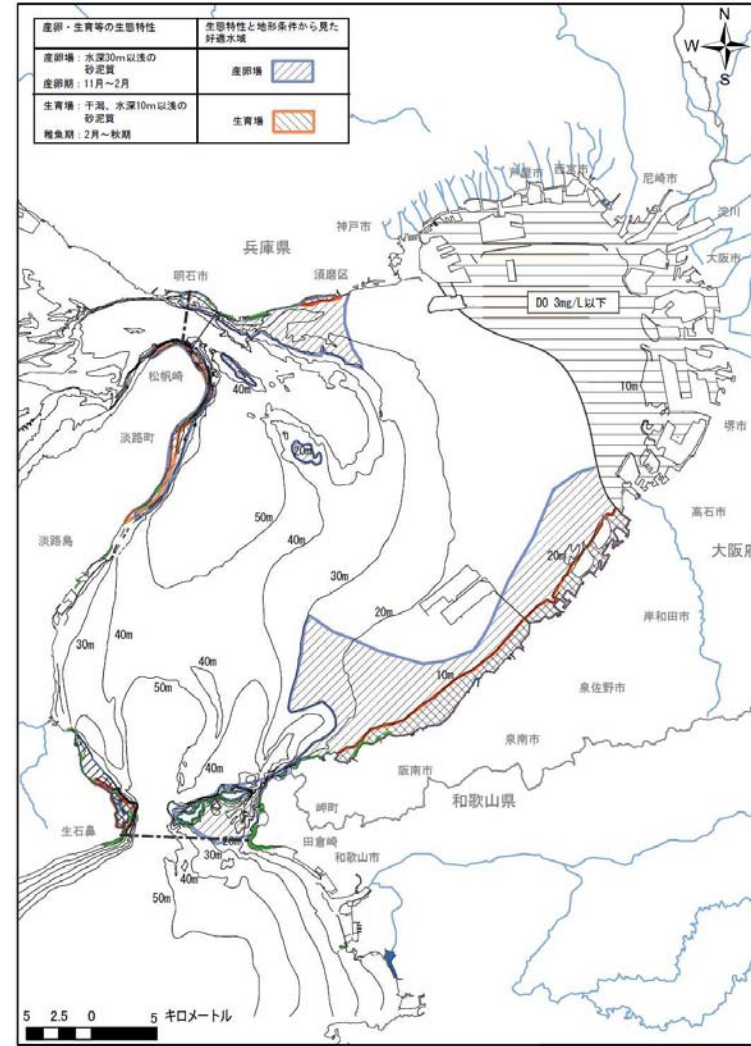 産卵・生育等の生態特性
生態特性と地形条件から見た
好適水域
産卵場：水深30m以浅の
砂泥質
産卵期：11月～2月
産卵場
生育場：干潟、水深10m以浅の
砂泥質
稚魚期：2月～秋期
生育場
N
W
E
S
芦屋市
西宮市
尼崎市
神戸市
淀川
兵庫県
大阪市
明石市
須磨区
DO 3mg/L以下
松帆崎
40m
10m
淡路町
堺市
20m
50m
高石市
淡路島
40m
20m
大阪府
30m
20m
岸和田市
30m
40m
40m
10m
50m
泉佐野市
泉南市
40m
阪南市
和歌山県
岬町
生石鼻
20m
田倉崎
30m
和歌山市
40m
50m
5 2.5 0 5 キロメートル